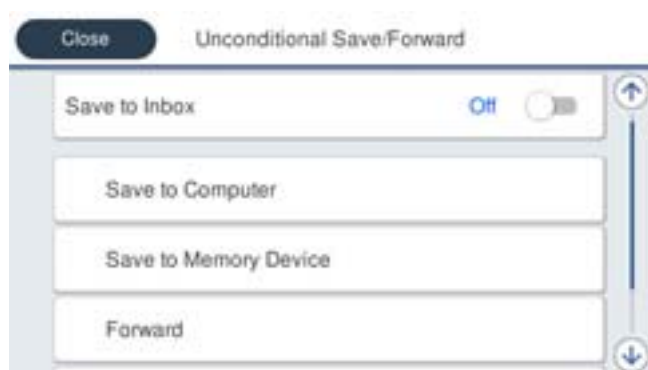 Close Unconditional Save/Forward
Save to Inbox Off
Save to Computer
Save to Memory Device
Forward